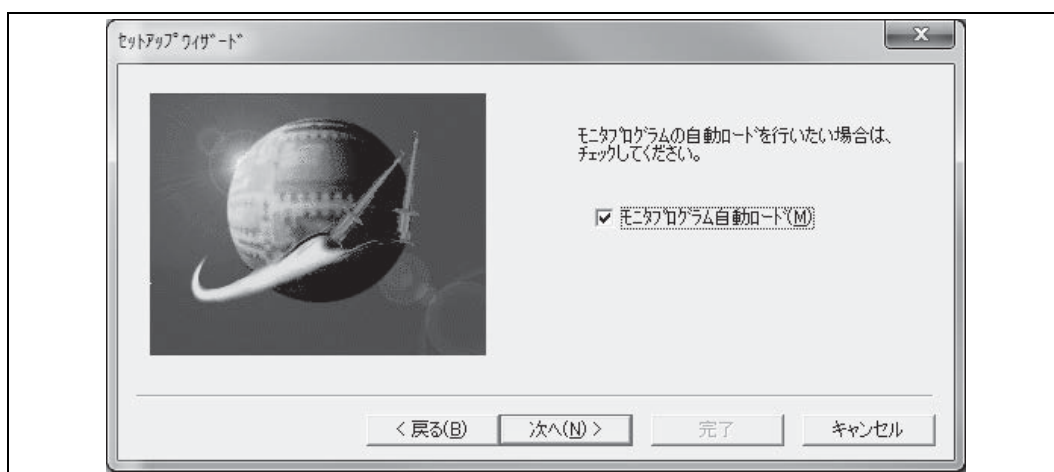 ｾｯﾄｱｯﾌﾟ ｳｨｻﾞｰﾄﾞ
ﾓﾆﾀﾌﾟﾛｸﾞﾗﾑの自動ﾛｰﾄﾞを行いたい場合は、
ﾁｪｯｸしてください。
ﾓﾆﾀﾌﾟﾛｸﾞﾗﾑ自動ﾛｰﾄﾞ(M)
< 戻る(B)
次へ(N) >
完了
キャンセル